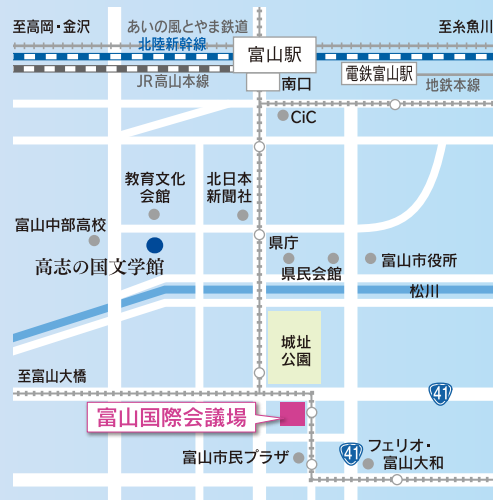 至高岡・金沢
あいの風とやま鉄道
至糸魚川
北陸新幹線
富山駅
JR高山本線
南口
電鉄富山駅
地鉄本線
CiC
教育文化
会館
北日本
新聞社
富山中部高校
高志の国文学館
県庁
県民会館
富山市役所
松川
城址
公園
至富山大橋
41
富山国際会議場
富山市民プラザ
41
フェリオ・
富山大和